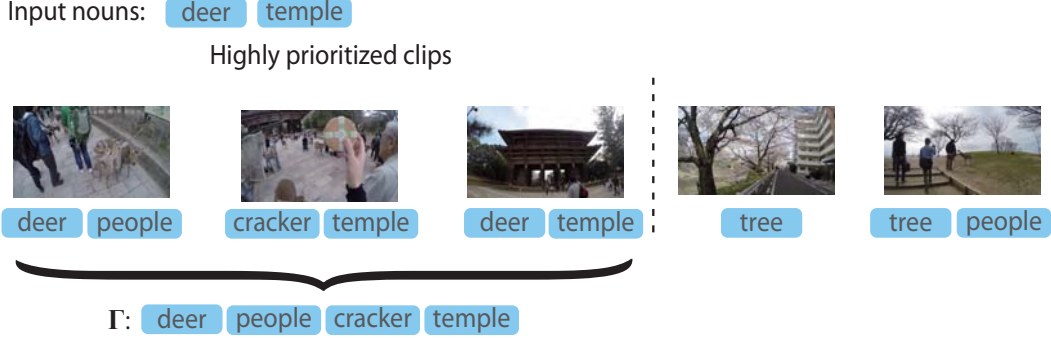 Input nouns: deer temple
Highly prioritized clips
deer people cracker temple deer temple tree tree people
Γ: deer people cracker temple